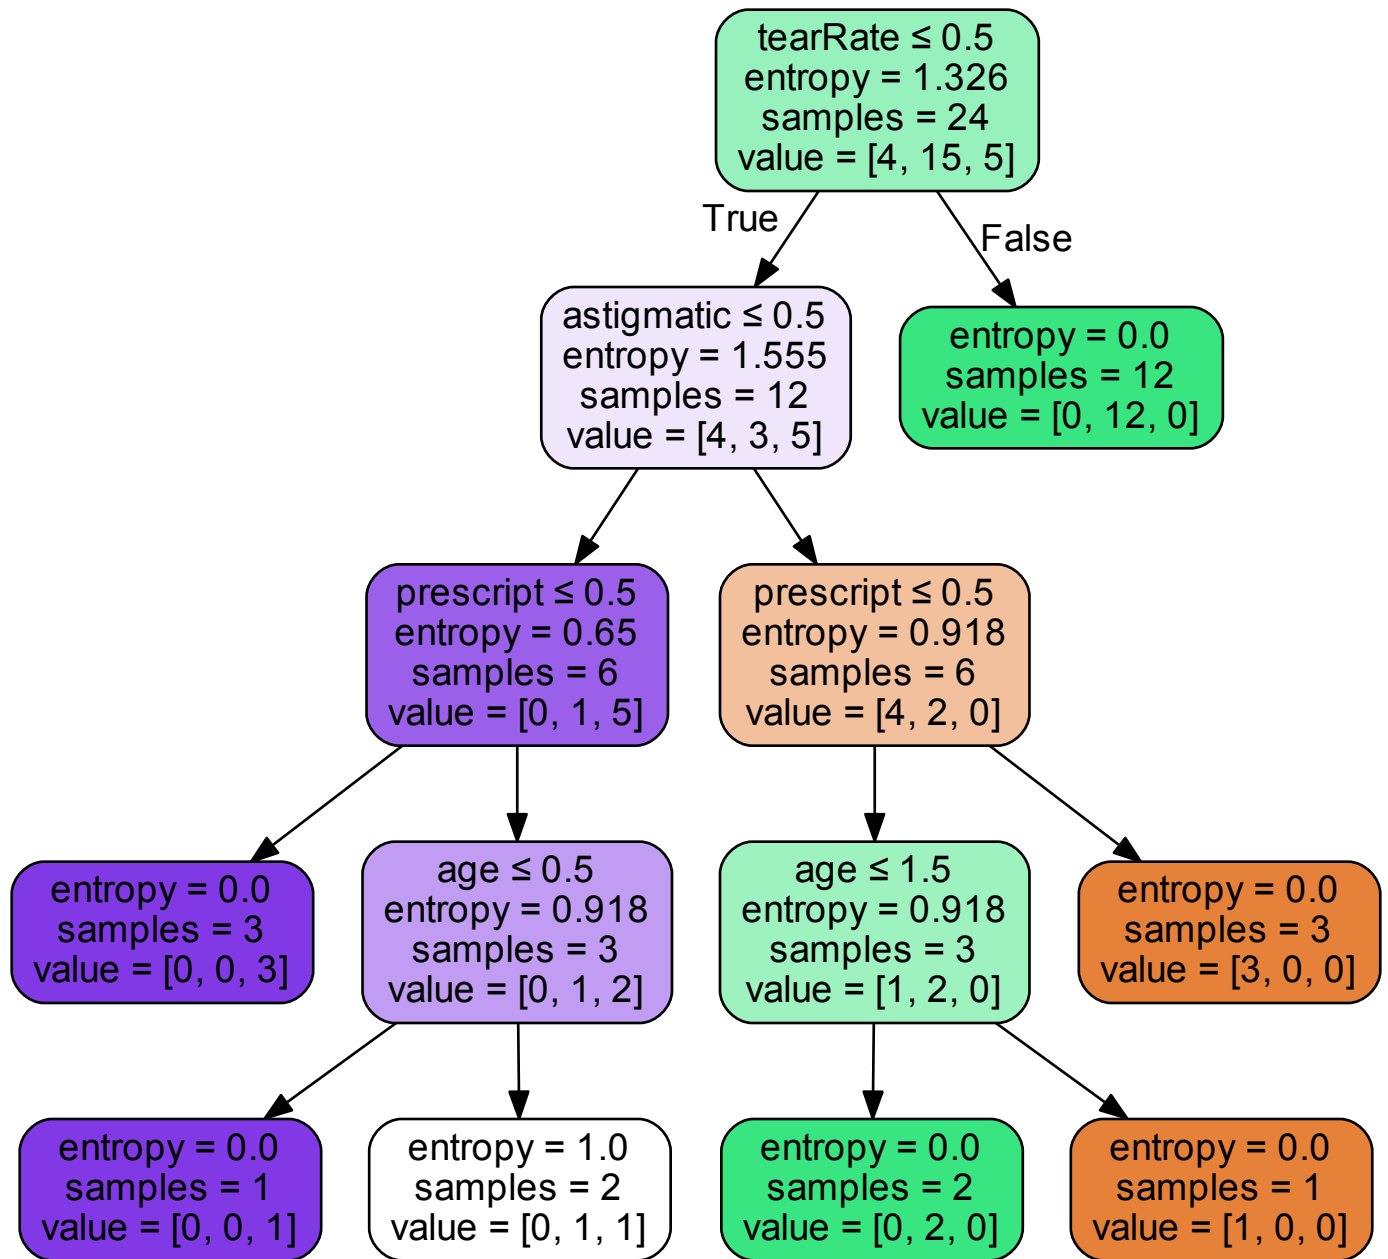 tearRate ≤ 0.5
entropy = 1.326
samples = 24
value = [4, 15, 5]
True
False
astigmatic ≤ 0.5
entropy = 1.555
samples = 12
value = [4, 3, 5]
entropy = 0.0
samples = 12
value = [0, 12, 0]
prescript ≤ 0.5
entropy = 0.65
samples = 6
value = [0, 1, 5]
prescript ≤ 0.5
entropy = 0.918
samples = 6
value = [4, 2, 0]
entropy = 0.0
samples = 3
value = [0, 0, 3]
age ≤ 0.5
entropy = 0.918
samples = 3
value = [0, 1, 2]
age ≤ 1.5
entropy = 0.918
samples = 3
value = [1, 2, 0]
entropy = 0.0
samples = 3
value = [3, 0, 0]
entropy = 0.0
samples = 1
value = [0, 0, 1]
entropy = 1.0
samples = 2
value = [0, 1, 1]
entropy = 0.0
samples = 2
value = [0, 2, 0]
entropy = 0.0
samples = 1
value = [1, 0, 0]